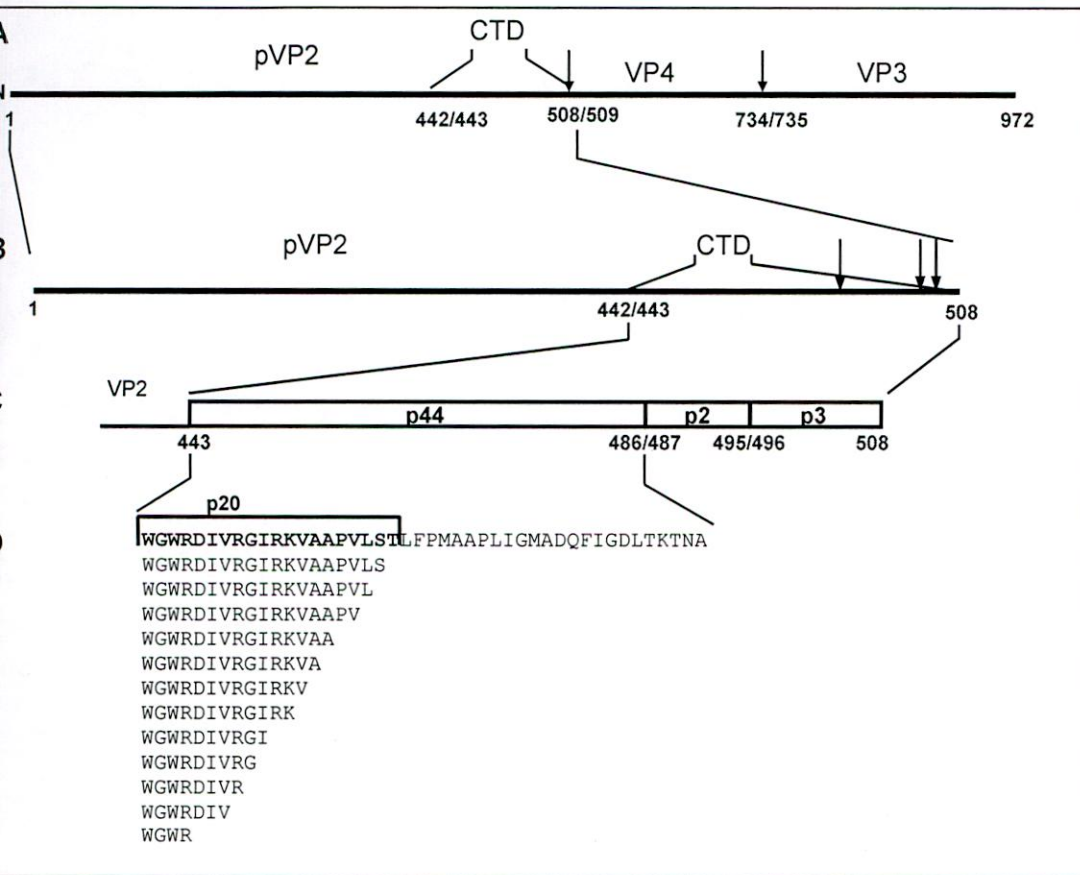 A
CTD
pVP2
VP4
VP3
N
1
442/443
508/509
734/735
972
B
pVP2
CTD
1
442/443
508
C
VP2
p44
p2
p3
443
486/487
495/496
508
p20
D
WGWRDIVRGIRKVAAPVLSTLFPMAAPLIGMADQFIGDLTKTNA
WGWRDIVRGIRKVAAPVLS
WGWRDIVRGIRKVAAPVL
WGWRDIVRGIRKVAAPV
WGWRDIVRGIRKVAA
WGWRDIVRGIRKVA
WGWRDIVRGIRKV
WGWRDIVRGIRK
WGWRDIVRGI
WGWRDIVRG
WGWRDIVR
WGWRDIV
WGWR